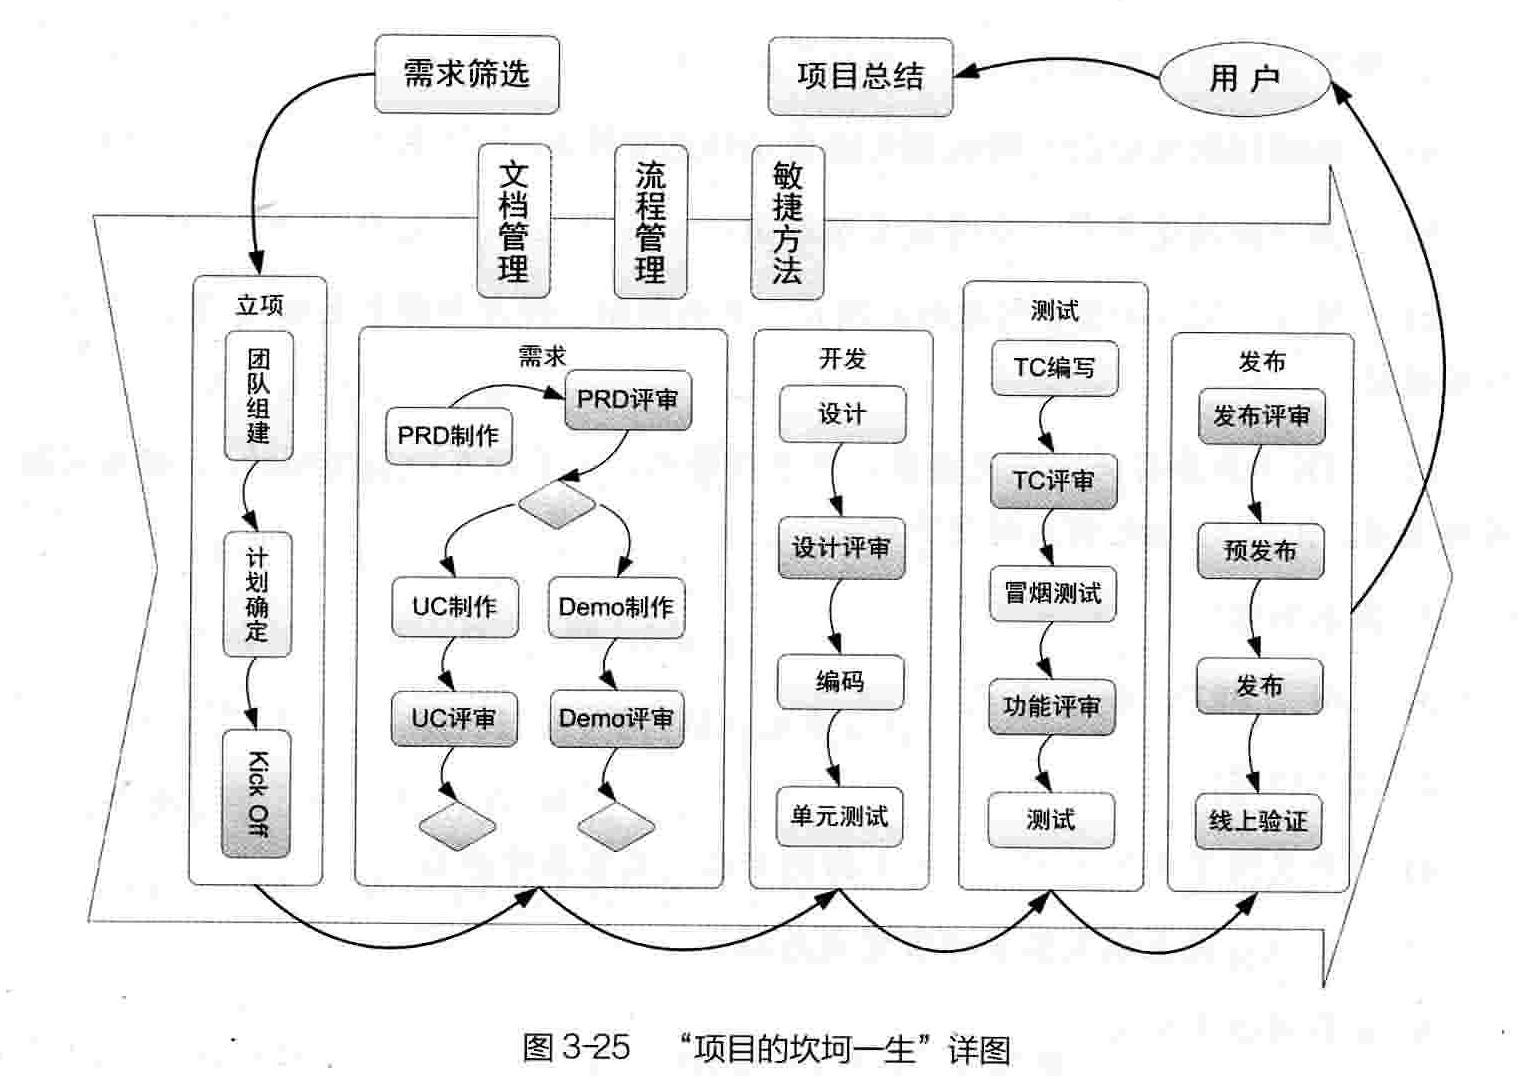 需求筛选
项目总结
用户
文档管理
流程管理
敏捷方法
立项
团队组建
计划确定
Kick Off
需求
PRD制作
PRD评审
UC制作
Demo制作
UC评审
Demo评审
开发
设计
设计评审
编码
单元测试
测试
TC编写
TC评审
冒烟测试
功能评审
测试
发布
发布评审
预发布
发布
线上验证
图 3-25 “项目的坎坷一生”详图